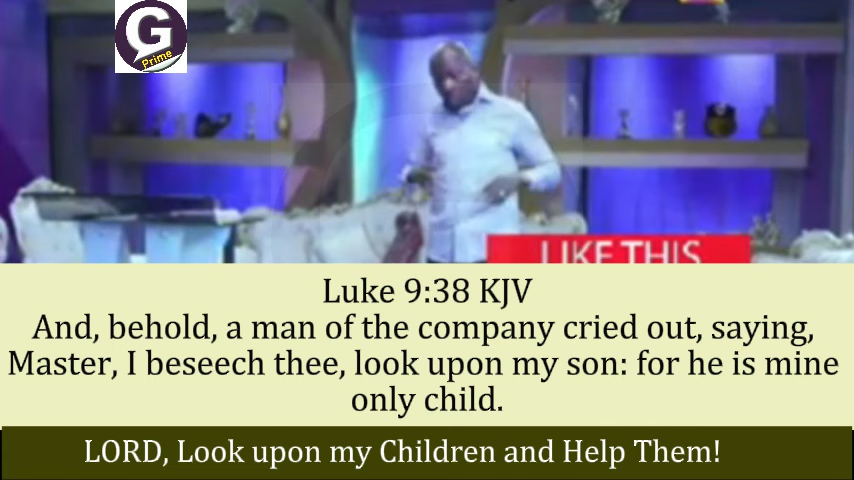 G
Prime
LIKE THIS
Luke 9:38 KJV
And, behold, a man of the company cried out, saying,
Master, I beseech thee, look upon my son: for he is mine
only child.
LORD, Look upon my Children and Help Them!